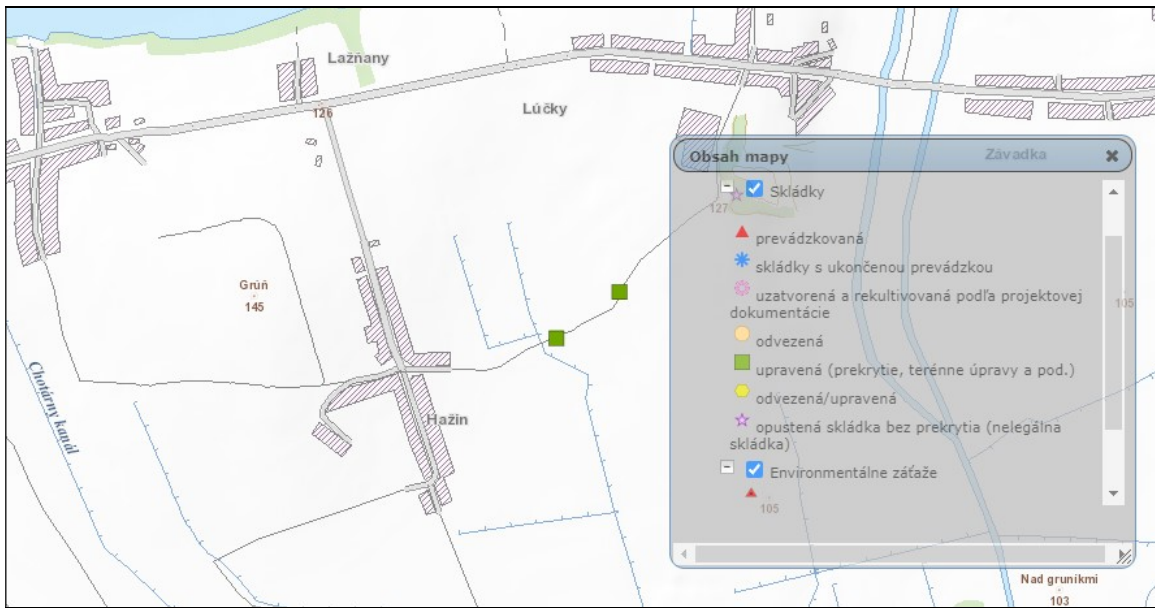 Lažňany
126
Lúčky
Závadka
Obsah mapy
Skládky
127
prevádzkovaná
skládky s ukončenou prevádzkou
uzatvorená a rekultivovaná podľa projektovej
dokumentácie
105
odvezená
upravená (prekrytie, terénne úpravy a pod.)
odvezená/upravená
opustená skládka bez prekrytia (nelegálna
skládka)
Environmentálne záťaže
105
Grúň
145
Chotárny kanál
Hažin
Nad grunikmi
103